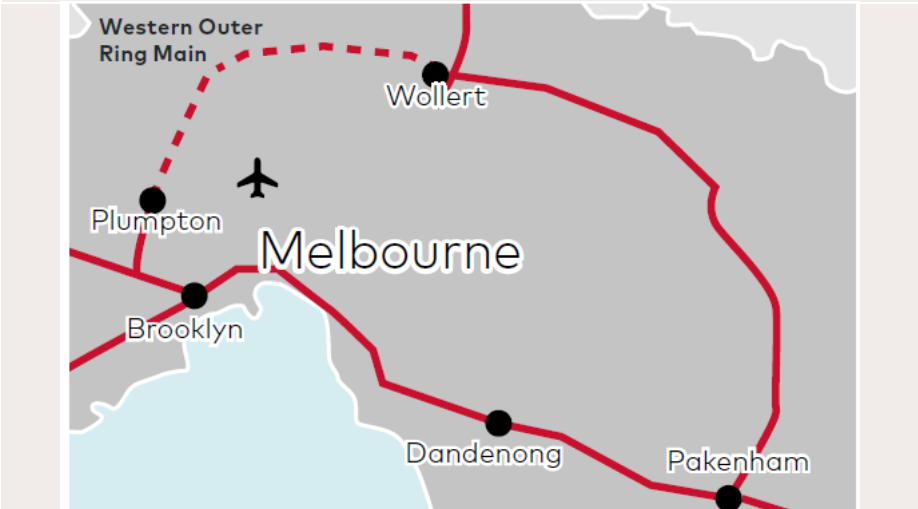 Western Outer
Ring Main
Wollert
Plumpton
Melbourne
Brooklyn
Dandenong
Pakenham